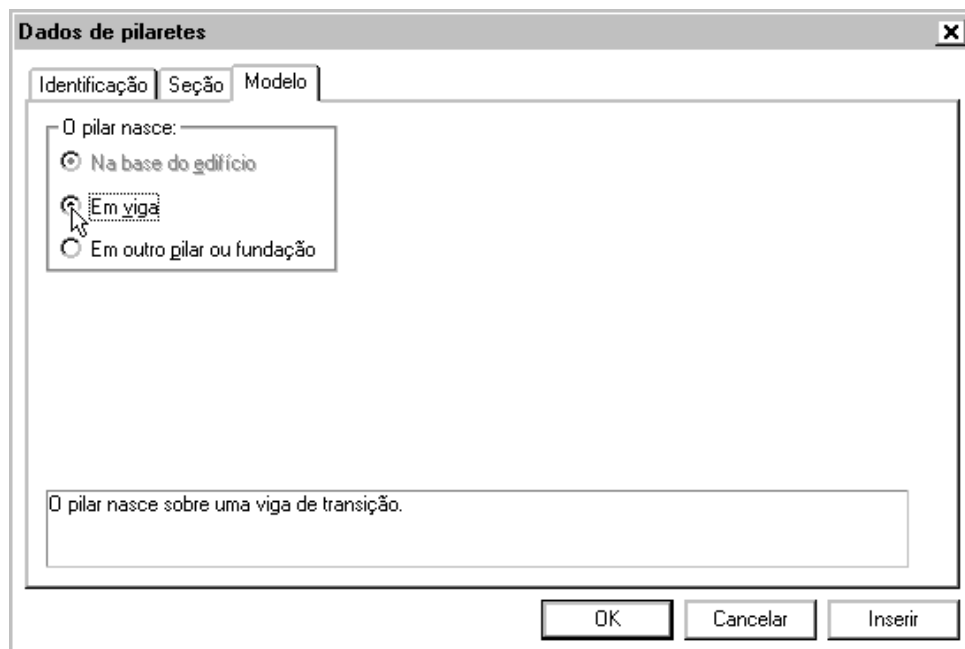 Dados de pilaretes
Identificação Seção Modelo
O pilar nasce:
Na base do edifício
Em viga
Em outro pilar ou fundação
O pilar nasce sobre uma viga de transição.
OK Cancelar Inserir